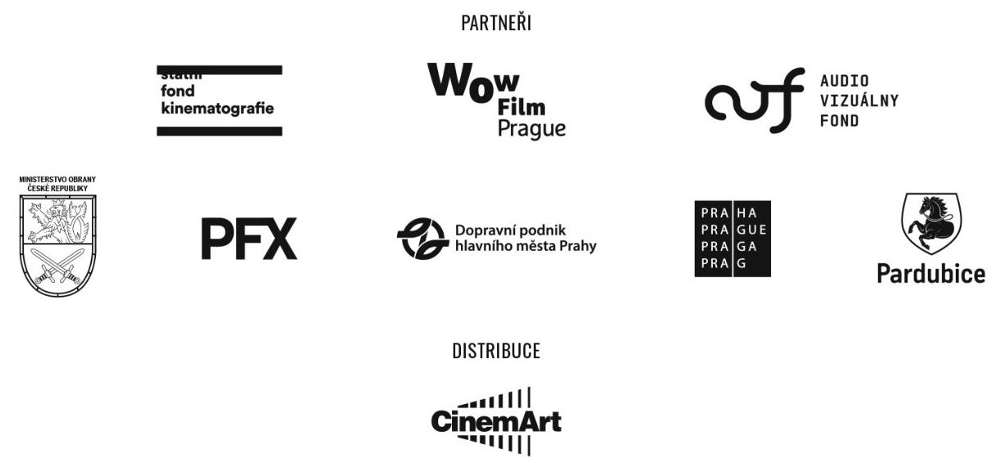 PARTNEŘI
státní
fond
kinematografie
Wow
Film
Prague
AUDIO
VIZUÁLNY
FOND
MINISTERSTVO OBRANY
ČESKÉ REPUBLIKY
PFX
Dopravní podnik
hlavního města Prahy
PRA HA
PRA GUE
PRA GA
PRA G
Pardubice
DISTRIBUCE
CinemArt